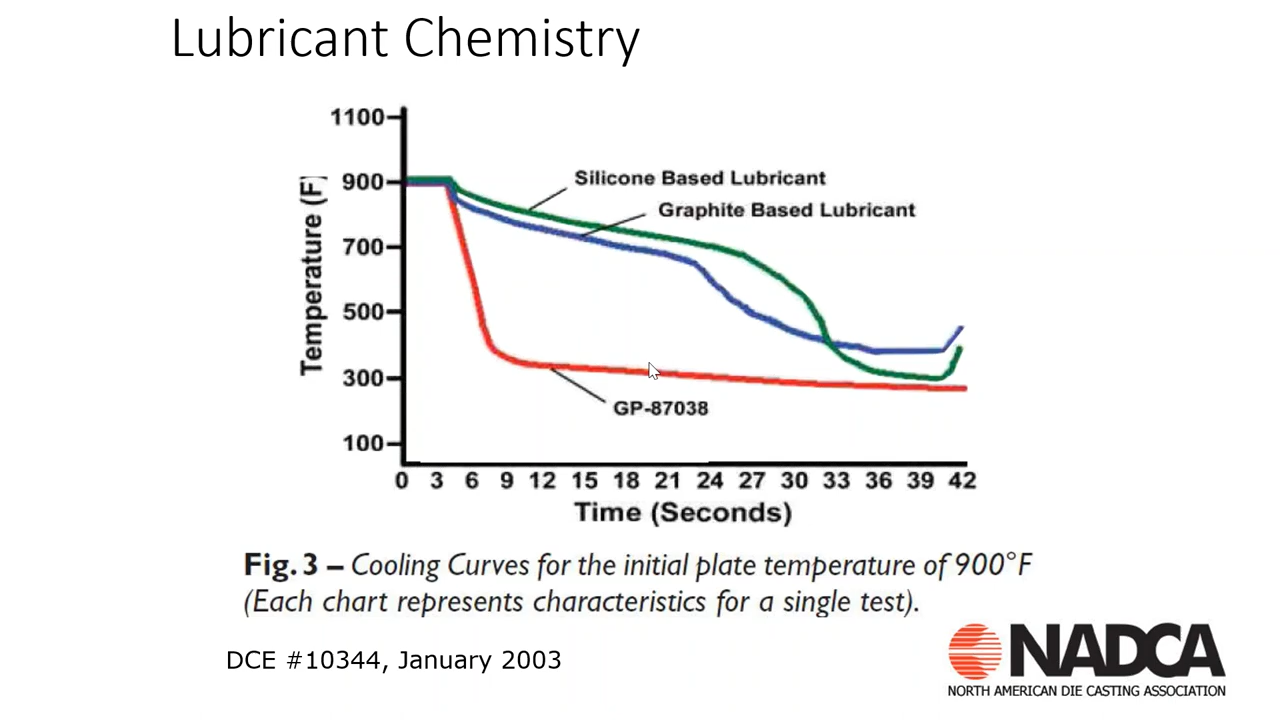 Lubricant Chemistry
1100
900
700
500
300
100
Temperature (F)
Silicone Based Lubricant
Graphite Based Lubricant
GP-87038
0 3 6 9 12 15 18 21 24 27 30 33 36 39 42
Time (Seconds)
Fig. 3 – Cooling Curves for the initial plate temperature of 900°F
(Each chart represents characteristics for a single test).
DCE #10344, January 2003
NADCA
NORTH AMERICAN DIE CASTING ASSOCIATION